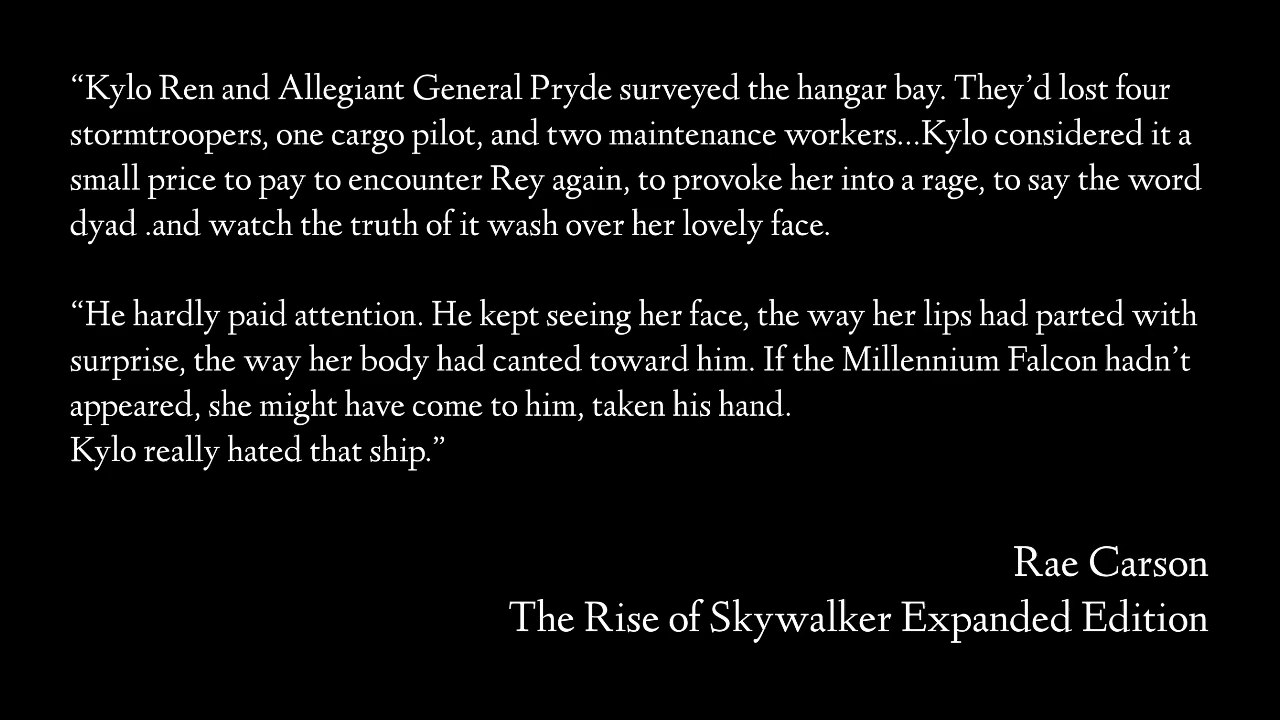 “Kylo Ren and Allegiant General Pryde surveyed the hangar bay. They’d lost four
stormtroopers, one cargo pilot, and two maintenance workers...Kylo considered it a
small price to pay to encounter Rey again, to provoke her into a rage, to say the word
dyad .and watch the truth of it wash over her lovely face.
“He hardly paid attention. He kept seeing her face, the way her lips had parted with
surprise, the way her body had canted toward him. If the Millennium Falcon hadn’t
appeared, she might have come to him, taken his hand.
Kylo really hated that ship.”
Rae Carson
The Rise of Skywalker Expanded Edition